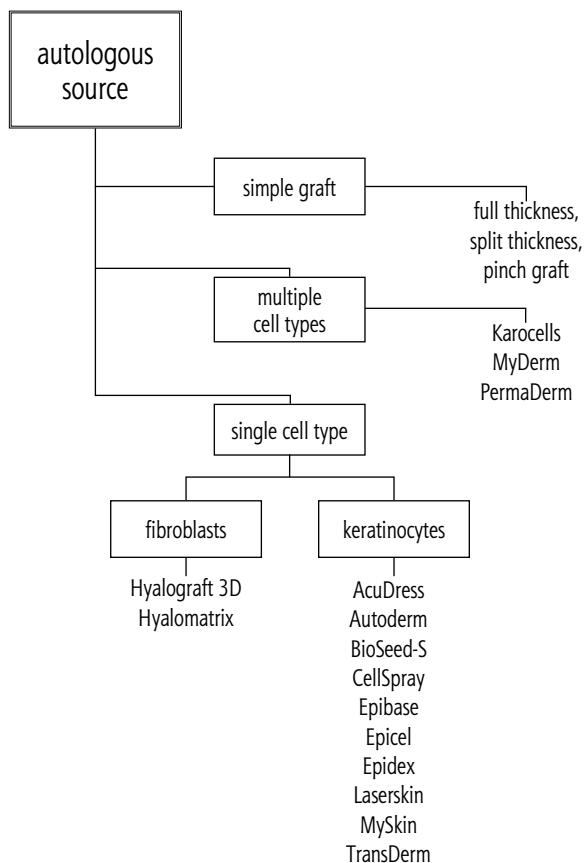 autologous
source
simple graft
full thickness,
split thickness,
pinch graft
multiple
cell types
Karocells
MyDerm
PermaDerm
single cell type
fibroblasts
keratinocytes
Hyalograft 3D
Hyalomatrix
AcuDress
Autoderm
BioSeed-S
CellSpray
Epibase
Epicel
Epidex
Laserskin
MySkin
TransDerm